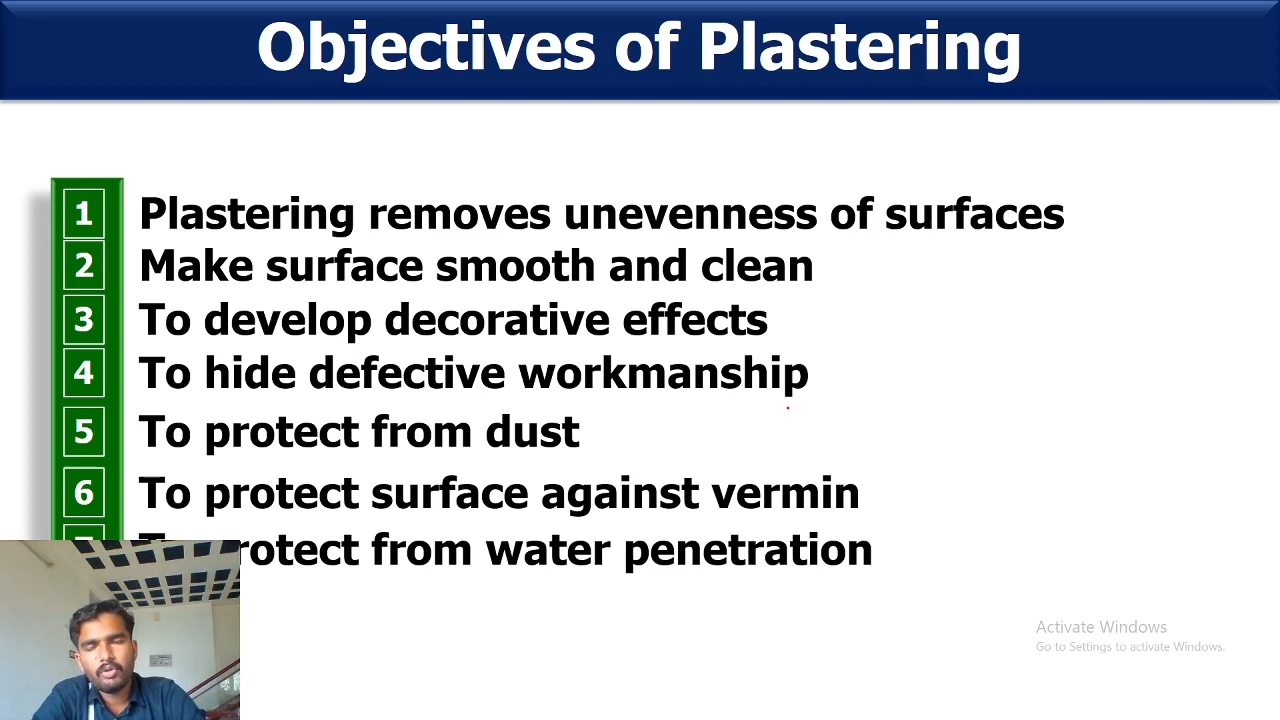 Objectives of Plastering
1 Plastering removes unevenness of surfaces
2 Make surface smooth and clean
3 To develop decorative effects
4 To hide defective workmanship
5 To protect from dust
6 To protect surface against vermin
from water penetration
Activate Windows
Go to Settings to activate Windows.